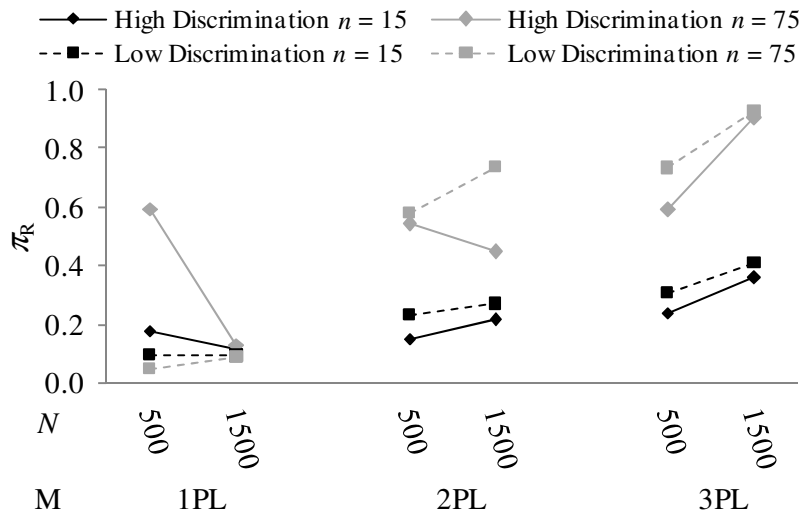 High Discrimination n = 15 High Discrimination n = 75
Low Discrimination n = 15 Low Discrimination n = 75
1.0
0.8
0.6
0.4
0.2
0.0
πR
N 500 1500 500 1500 500 1500
M 1PL 2PL 3PL